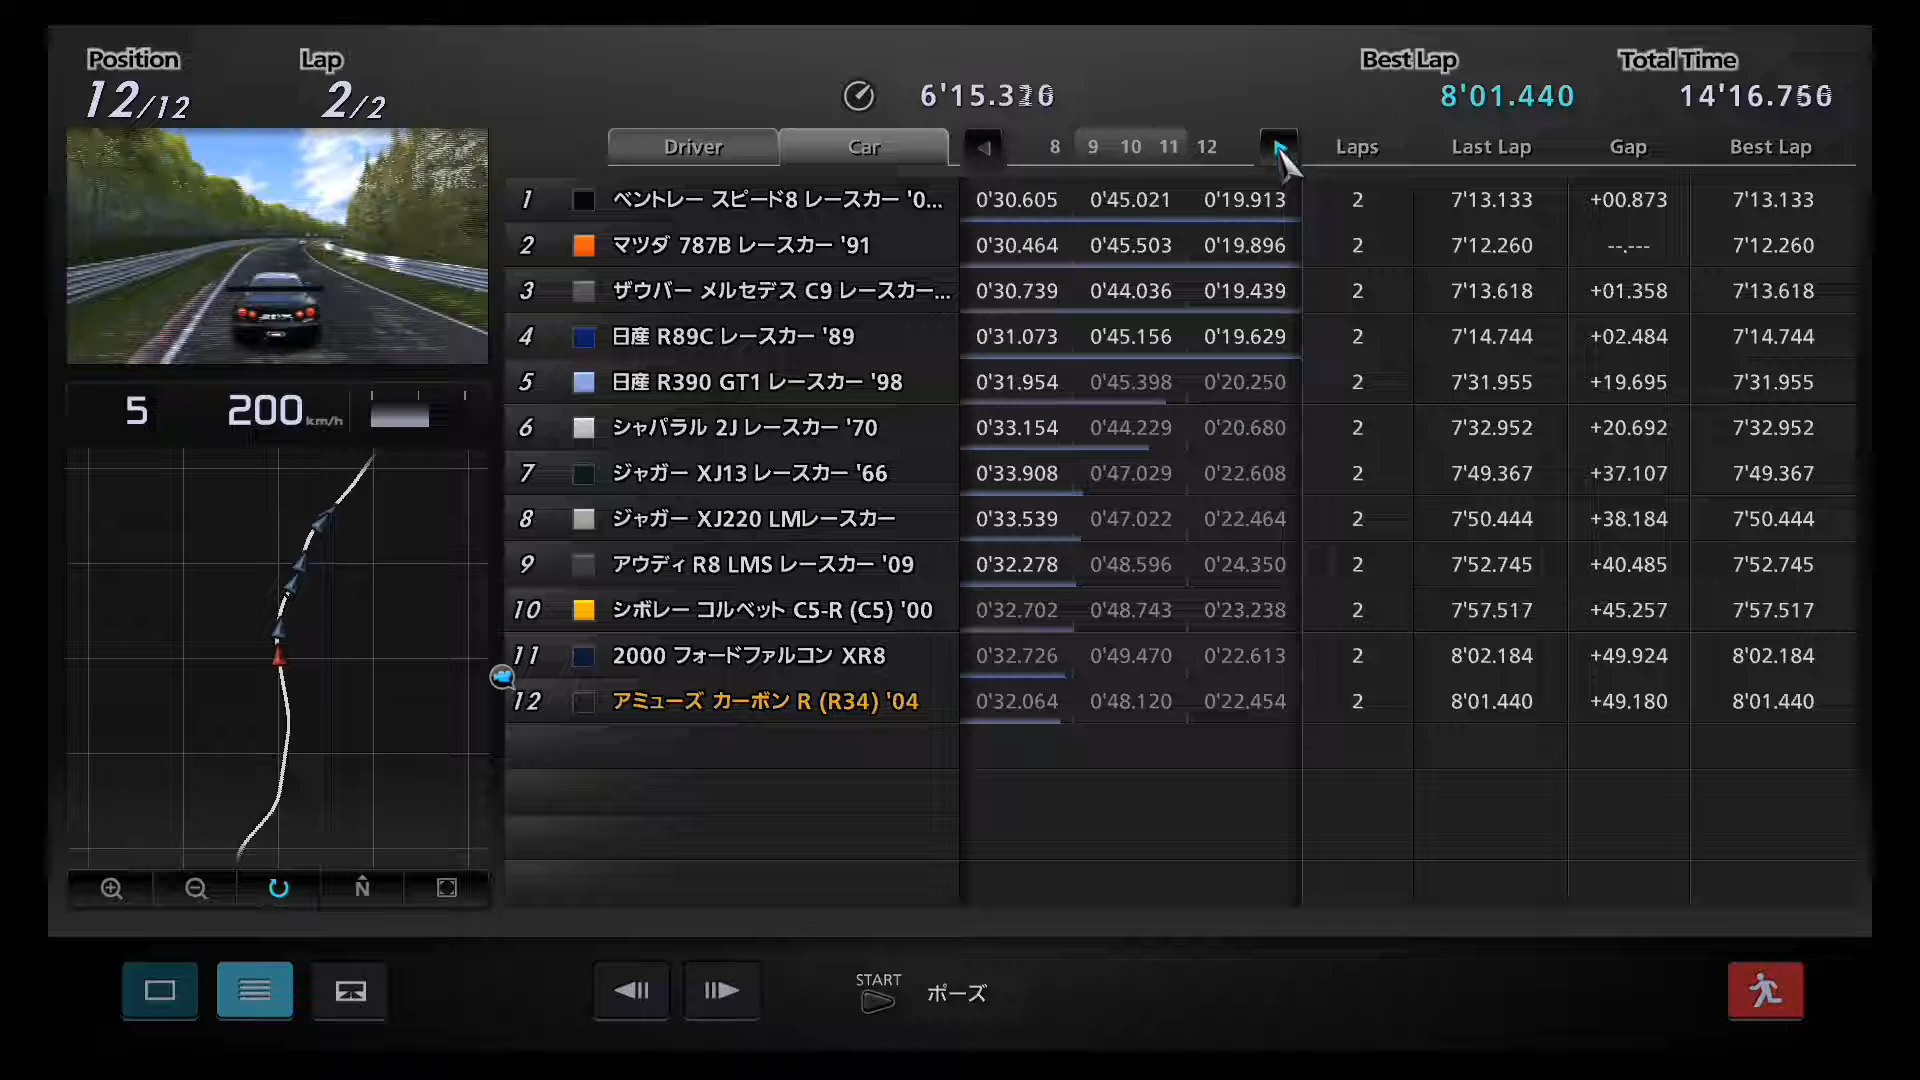 Position Lap Best Lap Total Time
12/12 2/2 6'15.320 8'01.440 14'16.750
Driver Car 8 9 10 11 12 Laps Last Lap Gap Best Lap
1 ベントレー スピード8 レースカー '0... 0'30.605 0'45.021 0'19.913 2 7'13.133 +00.873 7'13.133
2 マツダ 787B レースカー '91 0'30.464 0'45.503 0'19.896 2 7'12.260 --.--- 7'12.260
3 ザウバー メルセデス C9 レースカー... 0'30.739 0'44.036 0'19.439 2 7'13.618 +01.358 7'13.618
4 日産 R89C レースカー '89 0'31.073 0'45.156 0'19.629 2 7'14.744 +02.484 7'14.744
5 日産 R390 GT1 レースカー '98 0'31.954 0'45.398 0'20.250 2 7'31.955 +19.695 7'31.955
6 シャパラル 2J レースカー '70 0'33.154 0'44.229 0'20.680 2 7'32.952 +20.692 7'32.952
7 ジャガー XJ13 レースカー '66 0'33.908 0'47.029 0'22.608 2 7'49.367 +37.107 7'49.367
8 ジャガー XJ220 LMレースカー 0'33.539 0'47.022 0'22.464 2 7'50.444 +38.184 7'50.444
9 アウディ R8 LMS レースカー '09 0'32.278 0'48.596 0'24.350 2 7'52.745 +40.485 7'52.745
10 シボレー コルベット C5-R (C5) '00 0'32.702 0'48.743 0'23.238 2 7'57.517 +45.257 7'57.517
11 2000 フォードファルコン XR8 0'32.726 0'49.470 0'22.613 2 8'02.184 +49.924 8'02.184
12 アミューズ カーボン R (R34) '04 0'32.064 0'48.120 0'22.454 2 8'01.440 +49.180 8'01.440
5 200 km/h
N
START ポーズ